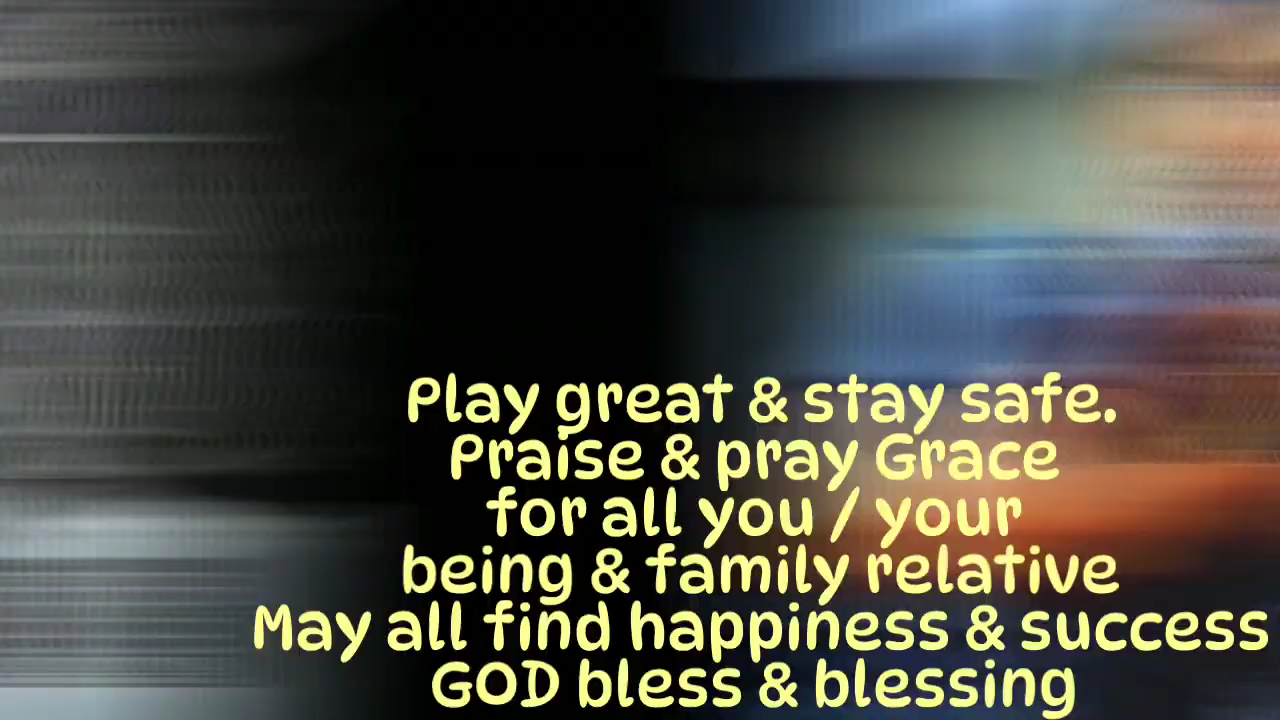 Play great & stay safe.
Praise & pray Grace
for all you / your
being & family relative
May all find happiness & success
GOD bless & blessing